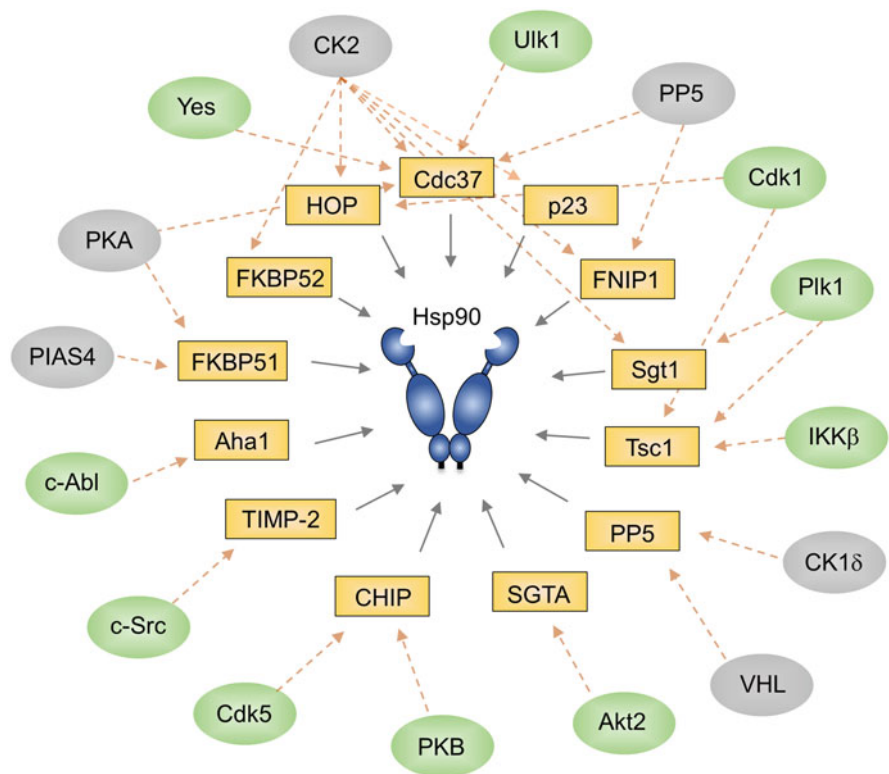 CK2
Ulk1
Yes
PP5
Cdc37
Cdk1
HOP
p23
PKA
FKBP52
FNIP1
Plk1
Hsp90
PIAS4
FKBP51
Sgt1
Aha1
Tsc1
IKKβ
c-Abl
TIMP-2
PP5
CK1δ
CHIP
SGTA
c-Src
VHL
Cdk5
PKB
Akt2